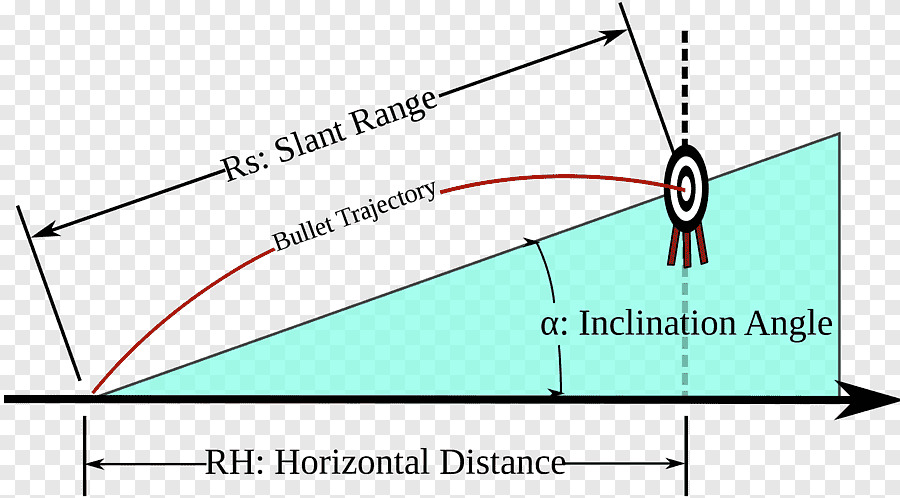 Rs: Slant Range
Bullet Trajectory
α: Inclination Angle
RH: Horizontal Distance